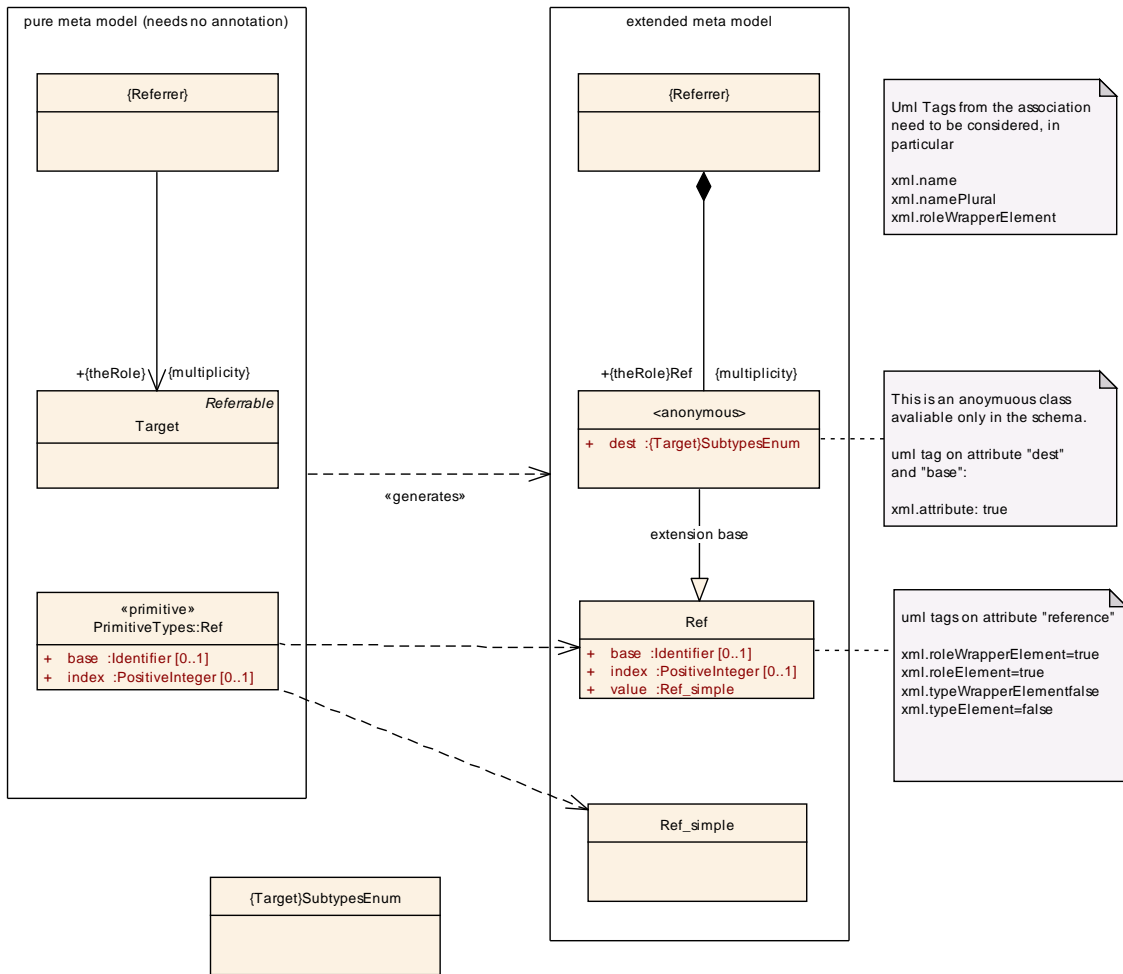 pure meta model (needs no annotation)
{Referrer}
+{theRole}
{multiplicity}
Referrable
Target
«generates»
«primitive»
PrimitiveTypes::Ref
+ base :Identifier [0..1]
+ index :PositiveInteger [0..1]
{Target}SubtypesEnum
extended meta model
{Referrer}
+{theRole}Ref
{multiplicity}
<anonymous>
+ dest :{Target}SubtypesEnum
extension base
Ref
+ base :Identifier [0..1]
+ index :PositiveInteger [0..1]
+ value :Ref_simple
Ref_simple
Uml Tags from the association
need to be considered, in
particular
xml.name
xml.namePlural
xml.roleWrapperElement
This is an anoymuous class
avaliable only in the schema.
uml tag on attribute "dest"
and "base":
xml.attribute: true
uml tags on attribute "reference"
xml.roleWrapperElement=true
xml.roleElement=true
xml.typeWrapperElementfalse
xml.typeElement=false